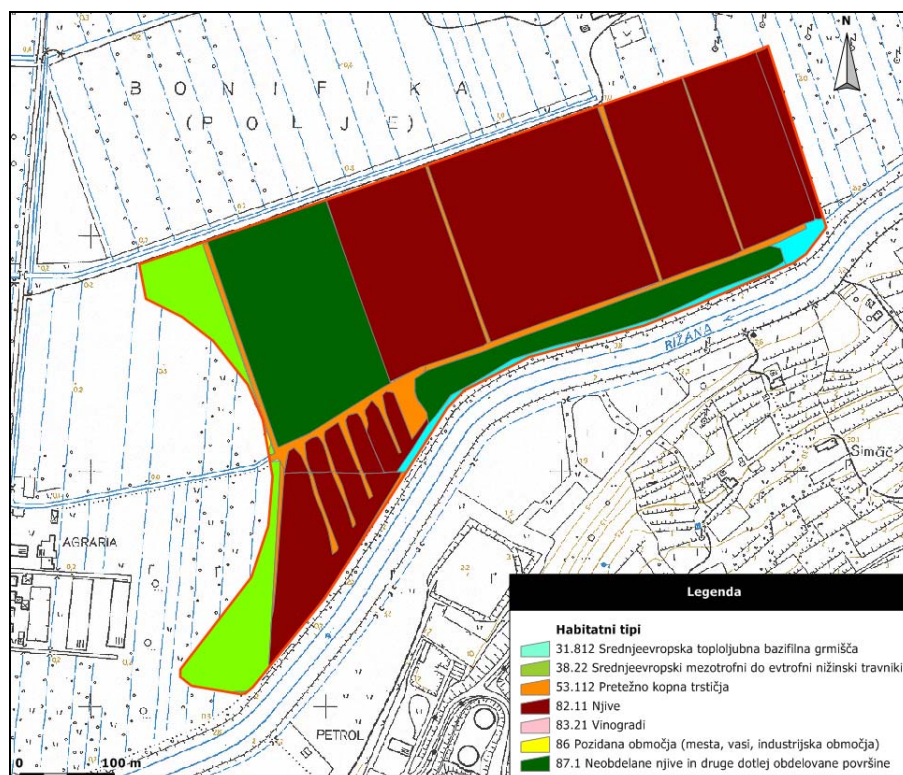 N
B O N I F I K A
( P O L J E )
RIŽANA
Simčič
AGRARIA
PETROL
0 100 m
Legenda
Habitatni tipi
31.812 Srednjeevropska toploljubna bazifilna grmišča
38.22 Srednjeevropski mezotrofni do evtrofni nižinski travniki
53.112 Pretežno kopna trstičja
82.11 Njive
83.21 Vinogradi
86 Pozidana območja (mesta, vasi, industrijska območja)
87.1 Neobdelane njive in druge dotlej obdelovane površine